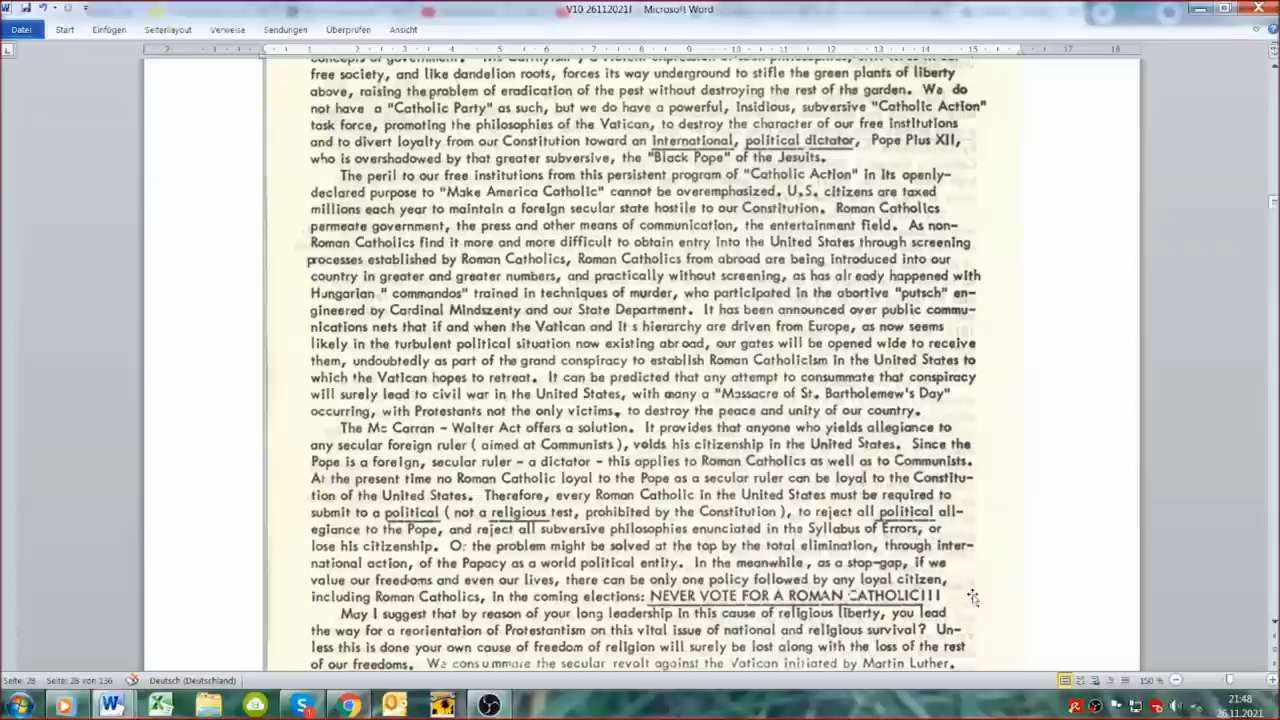 V10 26112021f - Microsoft Word
Datei Start Einfügen Seitenlayout Verweise Sendungen Überprüfen Ansicht
2 1 1 2 3 4 5 6 7 8 9 10 11 12 13 14 15 17 18
free society, and like dandelion roots, forces its way underground to stifle the green plants of liberty
above, raising the problem of eradication of the pest without destroying the rest of the garden. We do
not have a "Catholic Party" as such, but we do have a powerful, insidious, subversive "Catholic Action"
task force, promoting the philosophies of the Vatican, to destroy the character of our free institutions
and to divert loyalty from our Constitution toward an international, political dictator, Pope Pius XII,
who is overshadowed by that greater subversive, the "Black Pope" of the Jesuits.
The peril to our free institutions from this persistent program of "Catholic Action" in its openly-
declared purpose to "Make America Catholic" cannot be overemphasized. U.S. citizens are taxed
millions each year to maintain a foreign secular state hostile to our Constitution. Roman Catholics
permeate government, the press and other means of communication, the entertainment field. As non-
Roman Catholics find it more and more difficult to obtain entry into the United States through screening
processes established by Roman Catholics, Roman Catholics from abroad are being introduced into our
country in greater and greater numbers, and practically without screening, as has already happened with
Hungarian " commandos" trained in techniques of murder, who participated in the abortive "putsch" en-
gineered by Cardinal Mindszenty and our State Department. It has been announced over public commu-
nications nets that if and when the Vatican and it s hierarchy are driven from Europe, as now seems
likely in the turbulent political situation now existing abroad, our gates will be opened wide to receive
them, undoubtedly as part of the grand conspiracy to establish Roman Catholicism in the United States to
which the Vatican hopes to retreat. It can be predicted that any attempt to consummate that conspiracy
will surely lead to civil war in the United States, with many a "Massacre of St. Bartholemew's Day"
occurring, with Protestants not the only victims, to destroy the peace and unity of our country.
The Mc Carran - Walter Act offers a solution. It provides that anyone who yields allegiance to
any secular foreign ruler ( aimed at Communists ), voids his citizenship in the United States. Since the
Pope is a foreign, secular ruler - a dictator - this applies to Roman Catholics as well as to Communists.
At the present time no Roman Catholic loyal to the Pope as a secular ruler can be loyal to the Constitu-
tion of the United States. Therefore, every Roman Catholic in the United States must be required to
submit to a political ( not a religious test, prohibited by the Constitution ), to reject all political all-
egiance to the Pope, and reject all subversive philosophies enunciated in the Syllabus of Errors, or
lose his citizenship. Or the problem might be solved at the top by the total elimination, through inter-
national action, of the Papacy as a world political entity. In the meanwhile, as a stop-gap, if we
value our freedoms and even our lives, there can be only one policy followed by any loyal citizen,
including Roman Catholics, in the coming elections: NEVER VOTE FOR A ROMAN CATHOLIC!!!
May I suggest that by reason of your long leadership in this cause of religious liberty, you lead
the way for a reorientation of Protestantism on this vital issue of national and religious survival? Un-
less this is done your own cause of freedom of religion will surely be lost along with the loss of the rest
of our freedoms. We consummate the secular revolt against the Vatican initiated by Martin Luther.
Seite: 28 Seite: 28 von 136 Deutsch (Deutschland) 150 %
21:48
26.11.2021